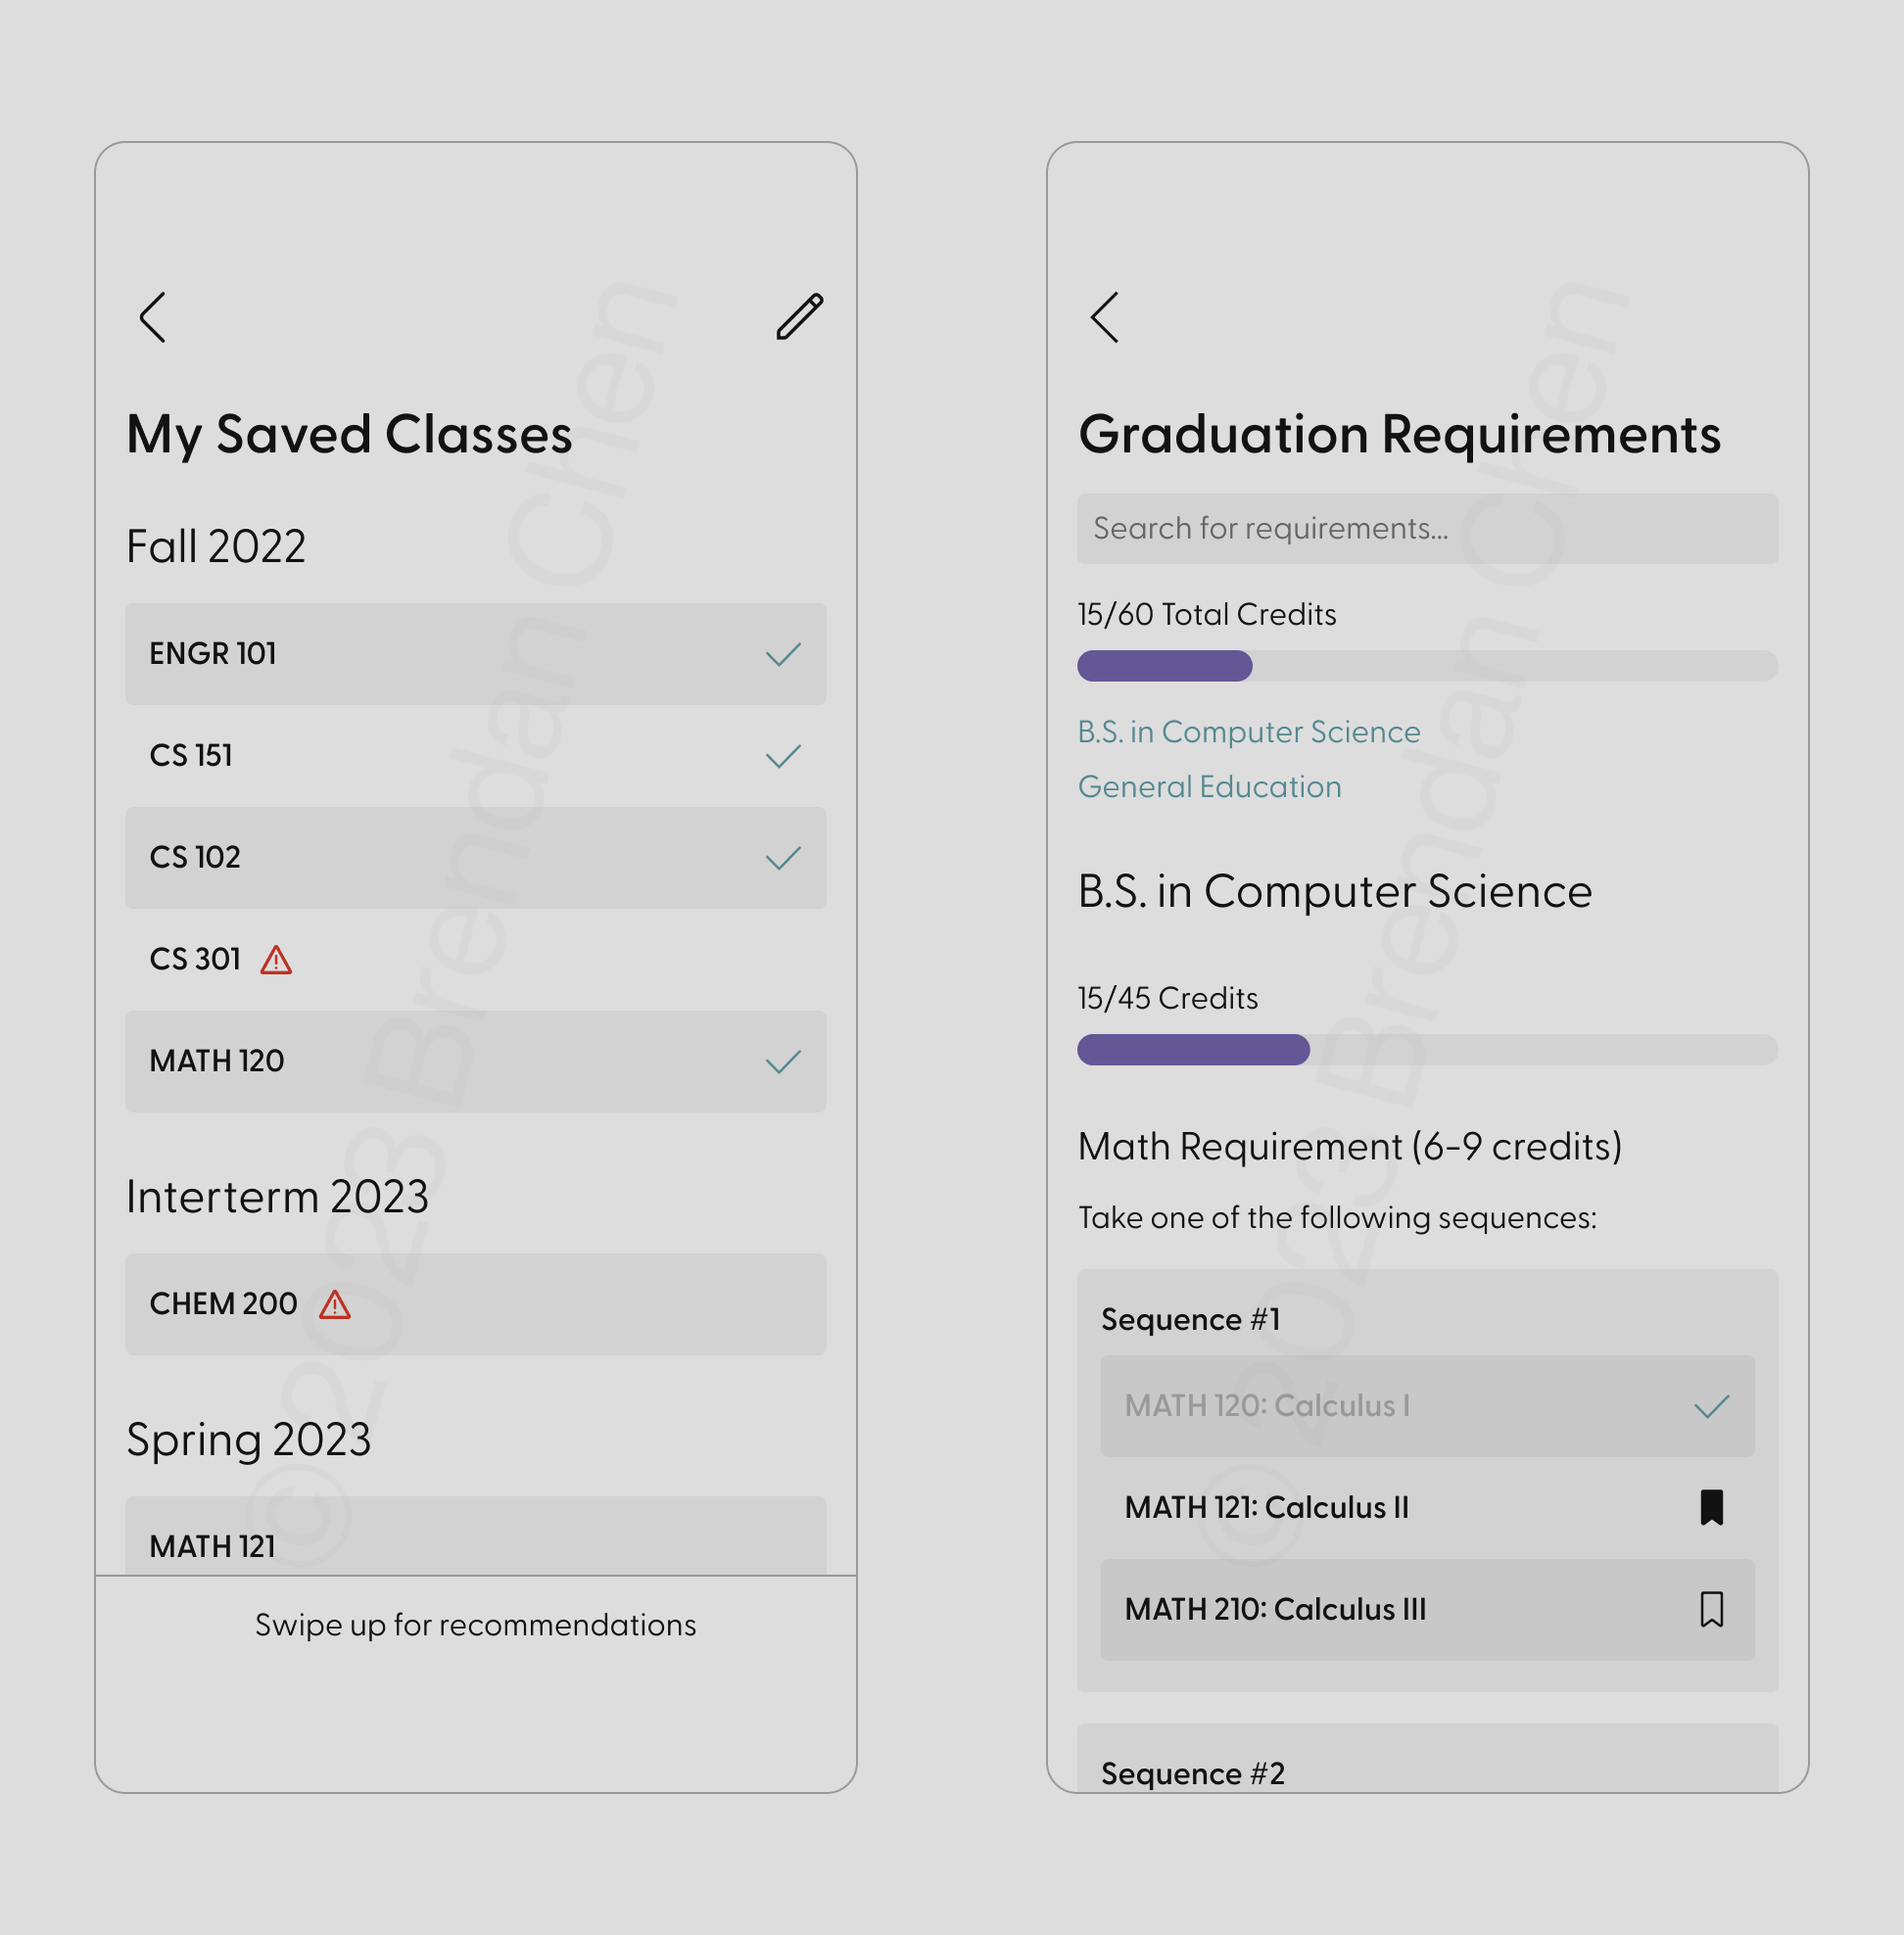 My Saved Classes
Fall 2022
ENGR 101
CS 151
CS 102
CS 301
MATH 120
Interterm 2023
CHEM 200
Spring 2023
MATH 121
Swipe up for recommendations
© 2023 Brendan Chen
Graduation Requirements
Search for requirements...
15/60 Total Credits
B.S. in Computer Science
General Education
B.S. in Computer Science
15/45 Credits
Math Requirement (6-9 credits)
Take one of the following sequences:
Sequence #1
MATH 120: Calculus I
MATH 121: Calculus II
MATH 210: Calculus III
Sequence #2
© 2023 Brendan Chen